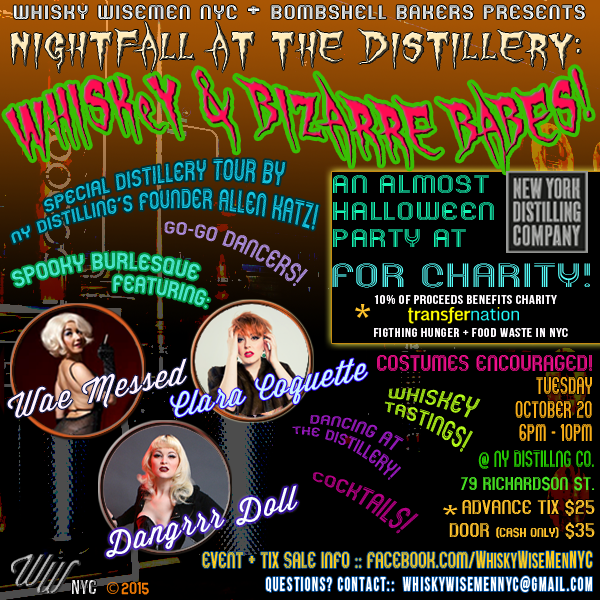 WHISKY WISEMEN NYC + BOMBSHELL BAKERS PRESENTS
NIGHTFALL AT THE DISTILLERY:
WHISKeY & BIZARRE BABES!
SPECIAL DISTILLERY TOUR BY
NY DISTILLING'S FOUNDER ALLEN KATZ!
GO-GO DANCERS!
SPOOKY BURLESQUE
FEATURING:
Wae Messed
Clara Coquette
Dangrrr Doll
AN ALMOST
HALLOWEEN
PARTY AT
NEW YORK
DISTILLING
COMPANY
FOR CHARITY!
10% OF PROCEEDS BENEFITS CHARITY
* transfernation
FIGTHING HUNGER + FOOD WASTE IN NYC
COSTUMES ENCOURAGED!
WHISKEY
TASTINGS!
DANCING AT
THE DISTILLERY!
COCKTAILS!
TUESDAY
OCTOBER 20
6PM - 10PM
@ NY DISTILLNG CO.
79 RICHARDSON ST.
* ADVANCE TIX $25
DOOR (CASH ONLY) $35
EVENT + TIX SALE INFO :: FACEBOOK.COM/WHISKYWISEMENNYC
QUESTIONS? CONTACT:: WHISKYWISEMENNYC@GMAIL.COM
WW NYC © 2015